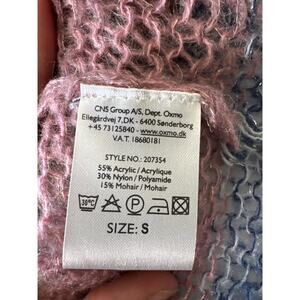 CNS Group A/S, Dept. Oxmo
Ellegårdvej 7, DK - 6400 Sønderborg
+45 73125840 - www.oxmo.dk
V.A.T. 18680181
STYLE NO.: 207354
55% Acrylic / Acrylique
30% Nylon / Polyamide
15% Mohair / Mohair
30°C P
SIZE: S